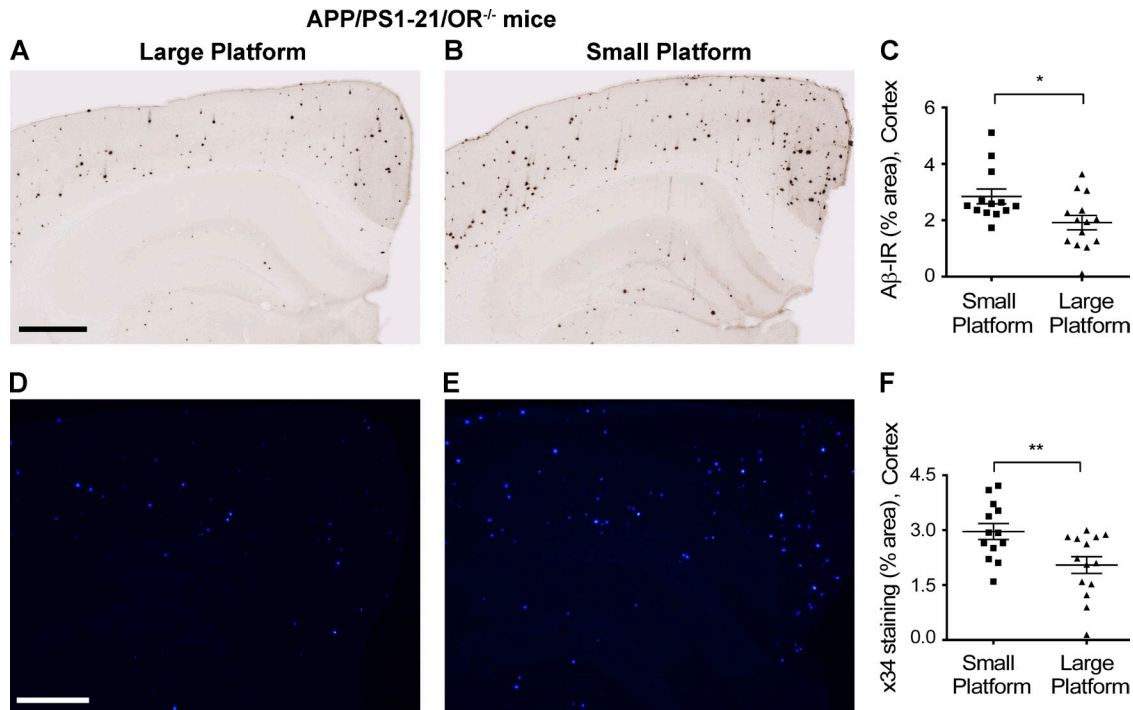 APP/PS1-21/OR-/- mice
A Large Platform
B Small Platform
C
*
Aβ-IR (% area), Cortex
6
4
2
0
Small Platform
Large Platform
D
E
F
**
x34 staining (% area), Cortex
4.5
3.0
1.5
0.0
Small Platform
Large Platform